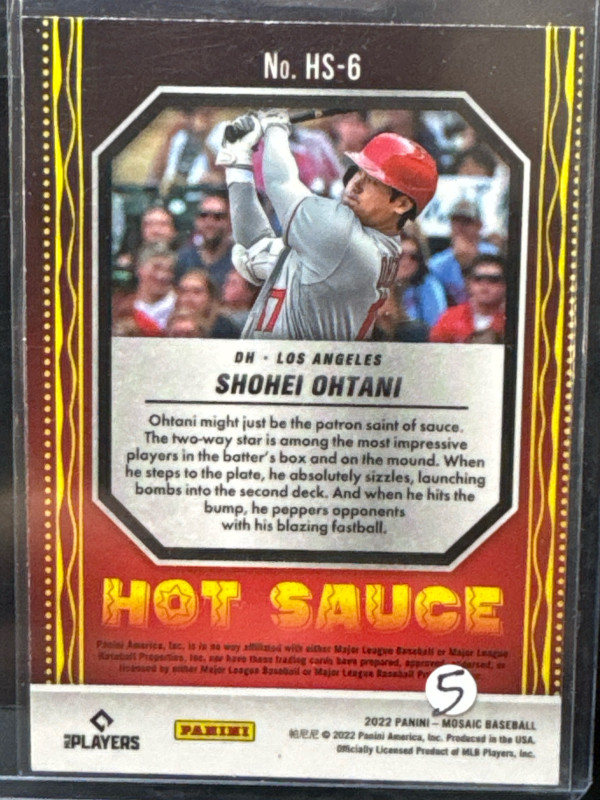 No. HS-6
17
DH - LOS ANGELES
SHOHEI OHTANI
Ohtani might just be the patron saint of sauce.
The two-way star is among the most impressive
players in the batter's box and on the mound. When
he steps to the plate, he absolutely sizzles, launching
bombs into the second deck. And when he hits the
bump, he peppers opponents
with his blazing fastball.
HOT SAUCE
Panini America, Inc. is in no way affiliated with either Major League Baseball or Major League
Baseball Properties, Inc. nor have these trading cards been prepared, approved, endorsed, or
licensed by either Major League Baseball or Major League Baseball
5
2022 PANINI – MOSAIC BASEBALL
PLAYERS
PANINI
帕尼尼 © 2022 Panini America, Inc. Produced in the USA.
Officially Licensed Product of MLB Players, Inc.